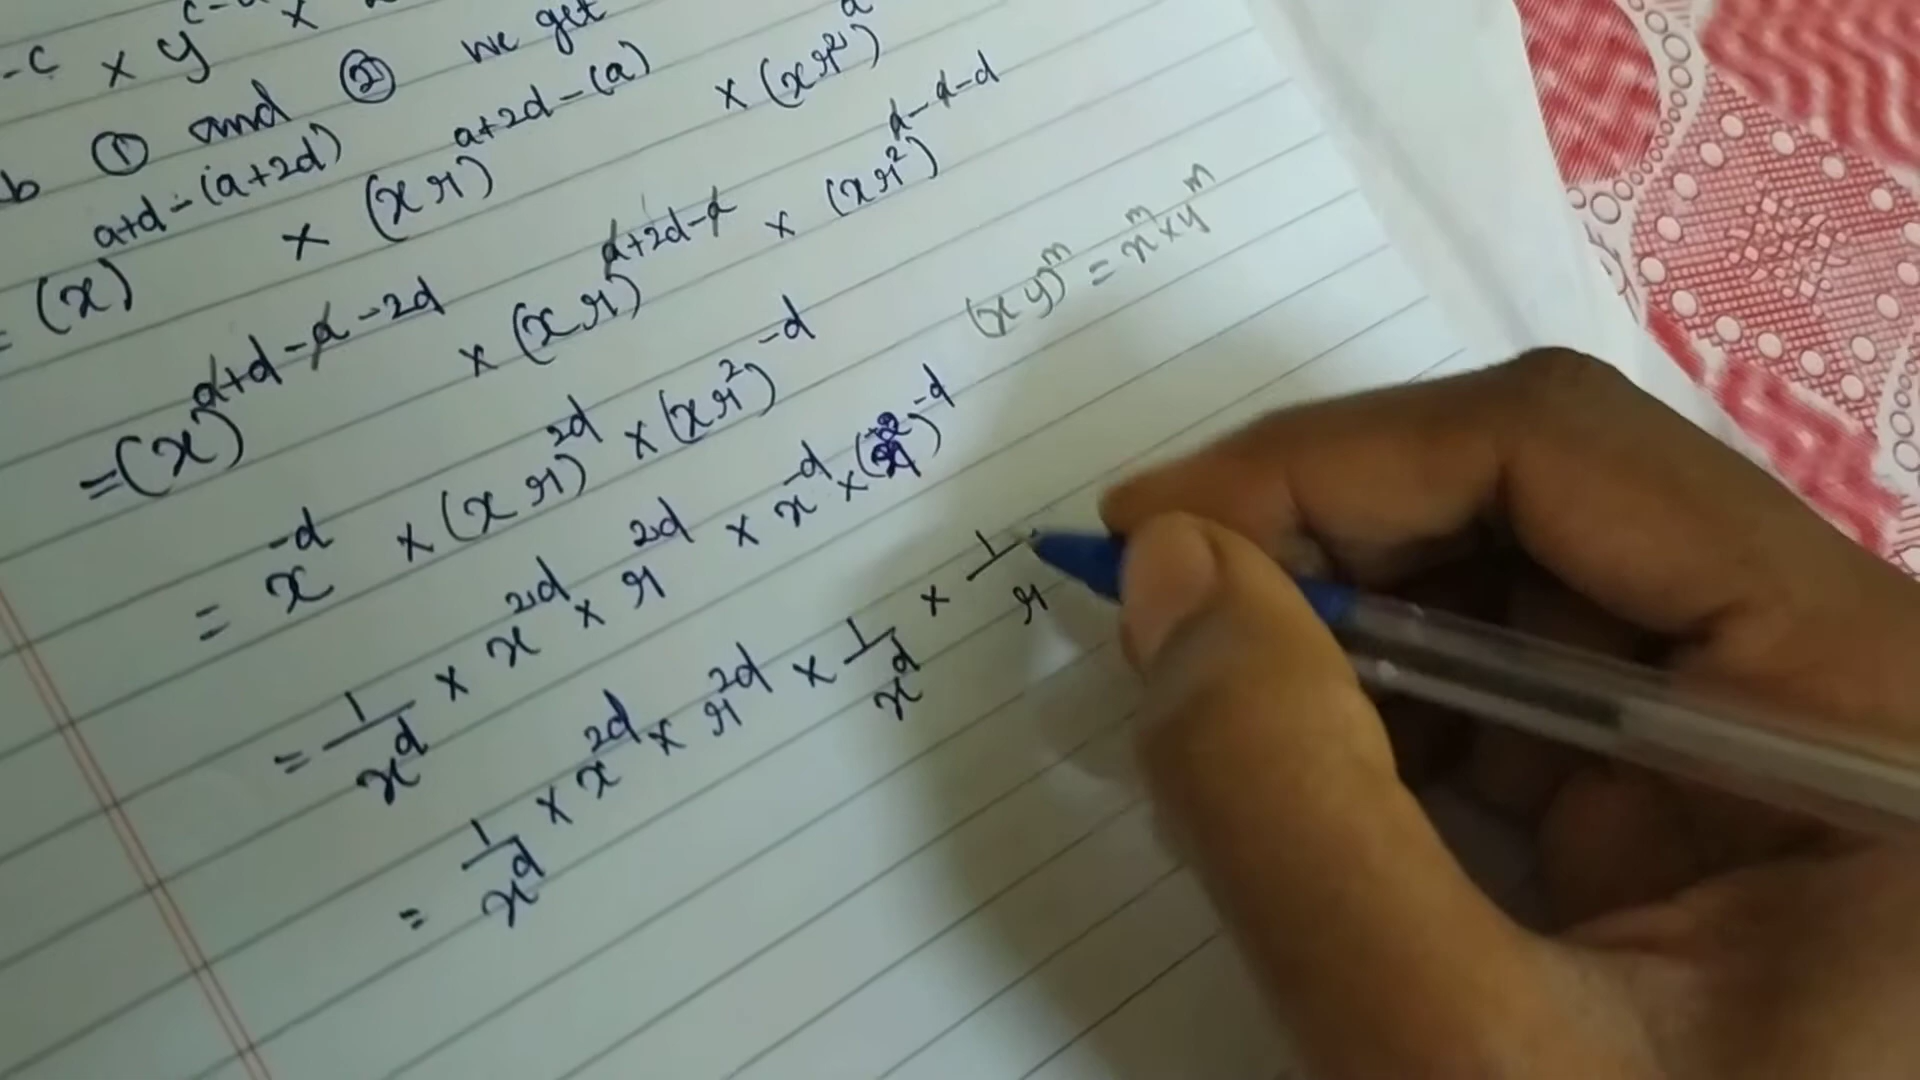 -c × y^(c-a ×
b ① and ② we get
= (x)^(a+d-(a+2d)) × (xr)^(a+2d-(a)) × (xr²)^(a
= (x)^(a+d-a-2d) × (xr)^(a+2d-a) × (xr²)^(a-a-d)
= x^(-d) × (xr)^(2d) × (xr²)^(-d)
(xy)^m = x^m × y^m
= 1/x^d × x^(2d) × r^(2d) × x^(-d) × (r²)^(-d)
= 1/x^d × x^(2d) × r^(2d) × 1/x^d × 1/r